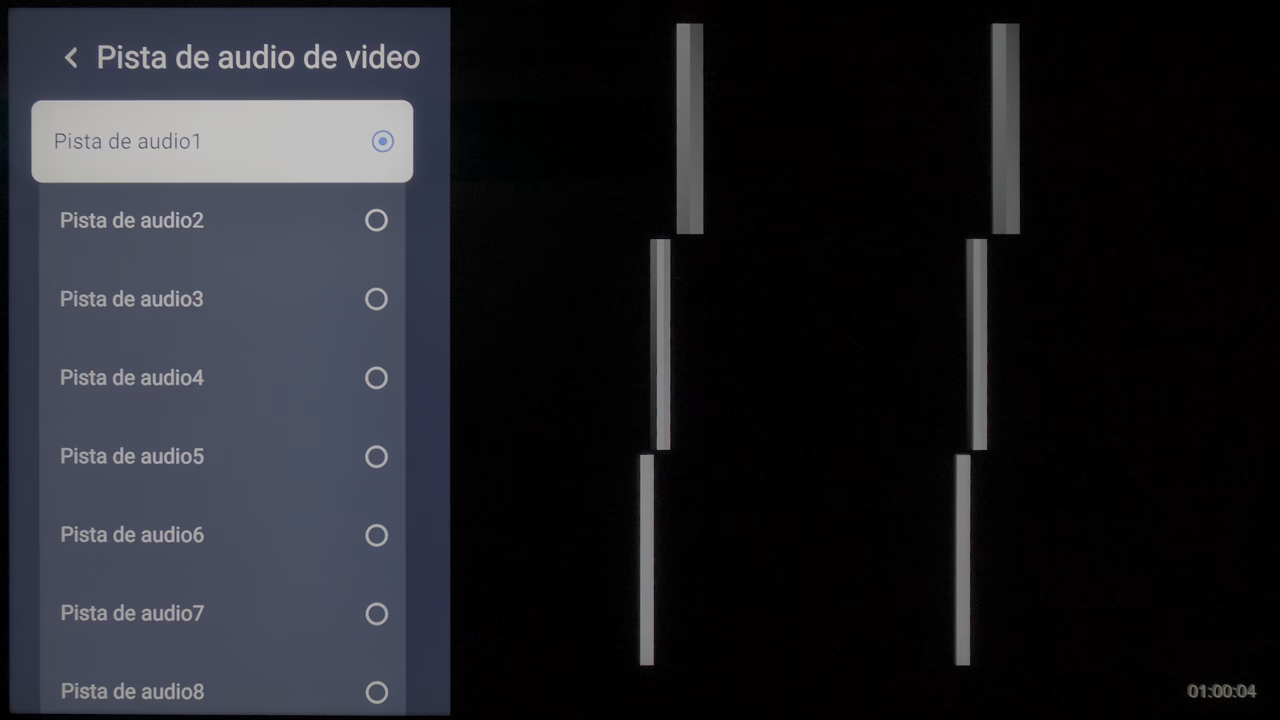 Pista de audio de video
Pista de audio1
Pista de audio2
Pista de audio3
Pista de audio4
Pista de audio5
Pista de audio6
Pista de audio7
Pista de audio8
01:00:04